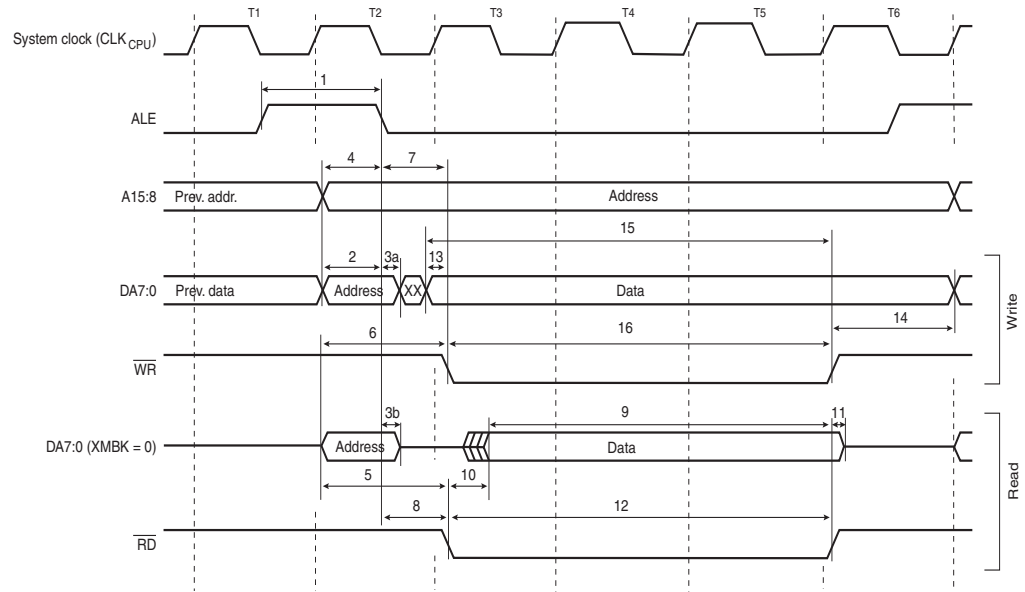 T1 T2 T3 T4 T5 T6
System clock (CLKCPU)
1
ALE
4 7
A15:8 Prev. addr. Address
15
2 3a 13
DA7:0 Prev. data Address XX Data
Write
6 16 14
WR
3b 9 11
DA7:0 (XMBK = 0) Address Data
Read
5 10
8 12
RD